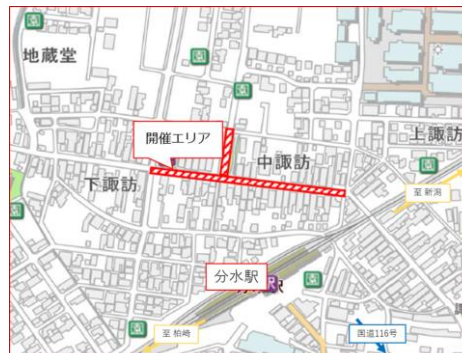 地蔵堂
開催エリア
中諏訪
上諏訪
下諏訪
至 新潟
分水駅
至 柏崎
国道116号